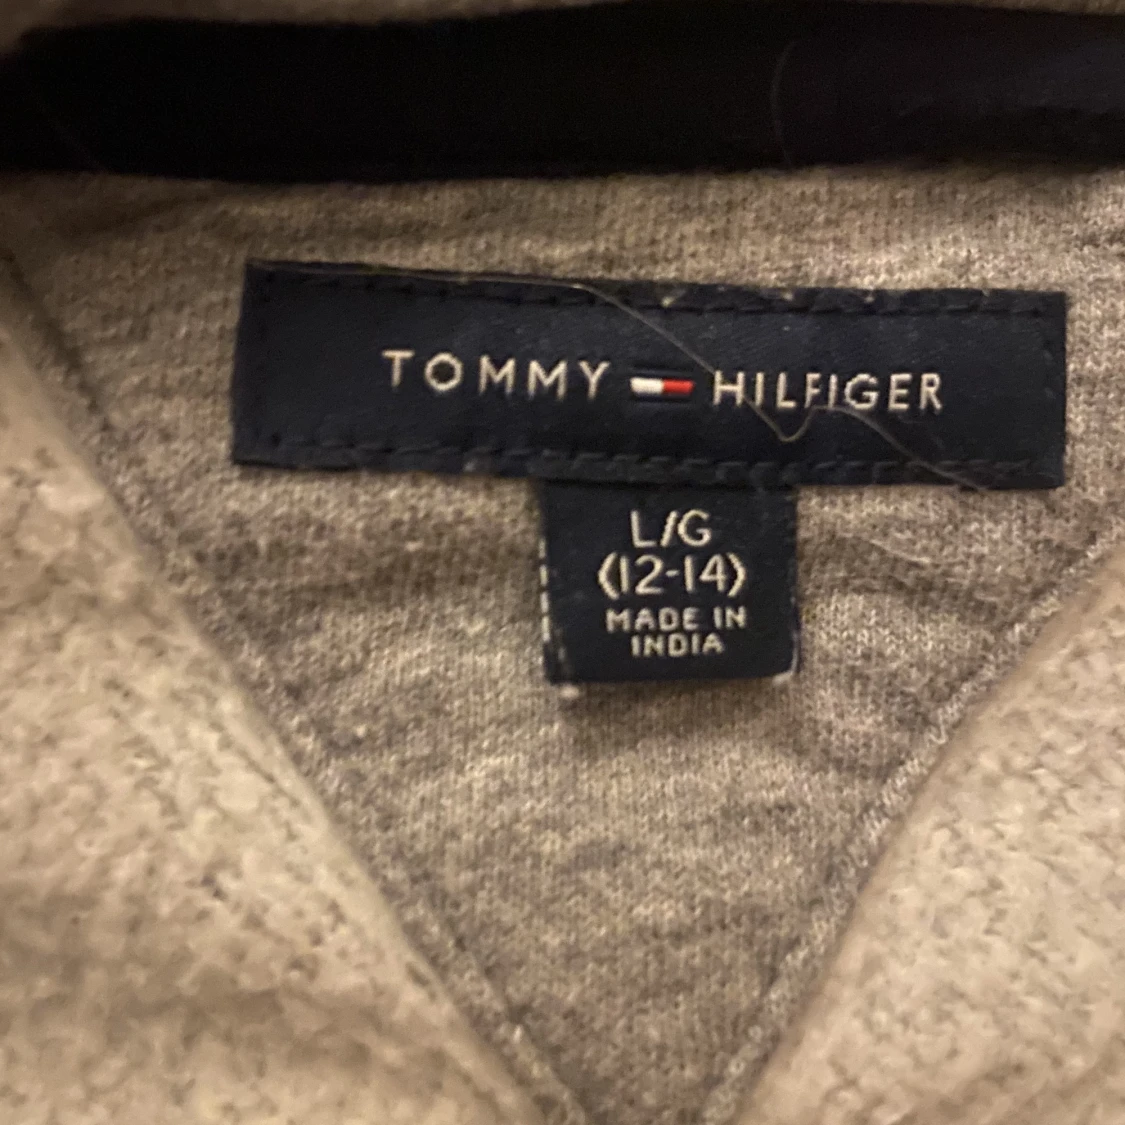 TOMMY HILFIGER
L/G
(12-14)
MADE IN
INDIA